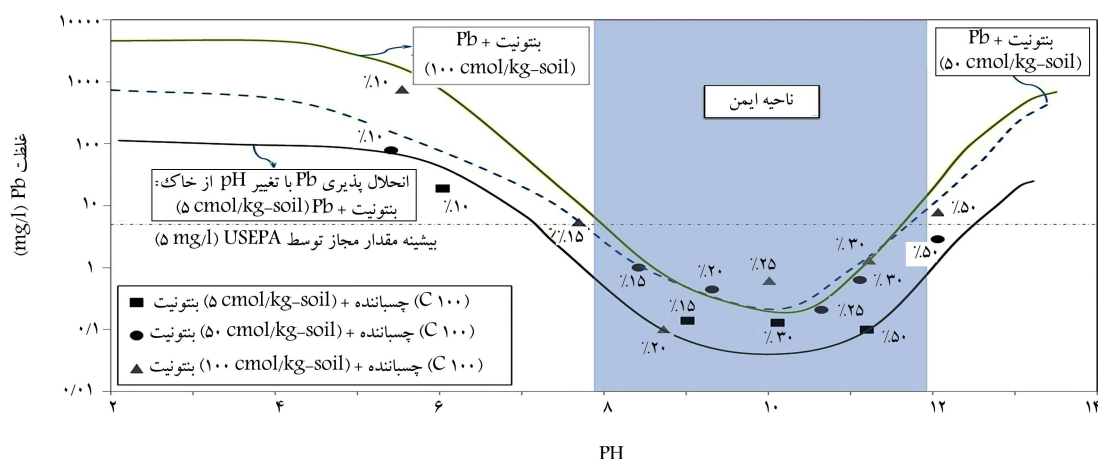 ۱۰۰۰۰
۱۰۰۰
۱۰۰
۱۰
۱
۰/۱
۰/۰۱
غلظت Pb (mg/l)
بنتونیت + Pb
(۱۰۰ cmol/kg-soil)
بنتونیت + Pb
(۵۰ cmol/kg-soil)
ناحیه ایمن
انحلال پذیری Pb با تغییر pH از خاک:
بنتونیت + Pb (۵ cmol/kg-soil)
بیشینه مقدار مجاز توسط USEPA (۵ mg/l)
٪۱۰
٪۱۰
٪۱۰
٪۱۵
٪۱۵
٪۲۰
٪۲۵
٪۳۰
٪۵۰
٪۵۰
٪۳۰
٪۲۵
٪۱۵
٪۲۰
٪۳۰
٪۵۰
بنتونیت (۵ cmol/kg-soil) + چسباننده (C ۱۰۰)
بنتونیت (۵۰ cmol/kg-soil) + چسباننده (C ۱۰۰)
بنتونیت (۱۰۰ cmol/kg-soil) + چسباننده (C ۱۰۰)
۲ ۴ ۶ ۸ ۱۰ ۱۲ ۱۴
PH